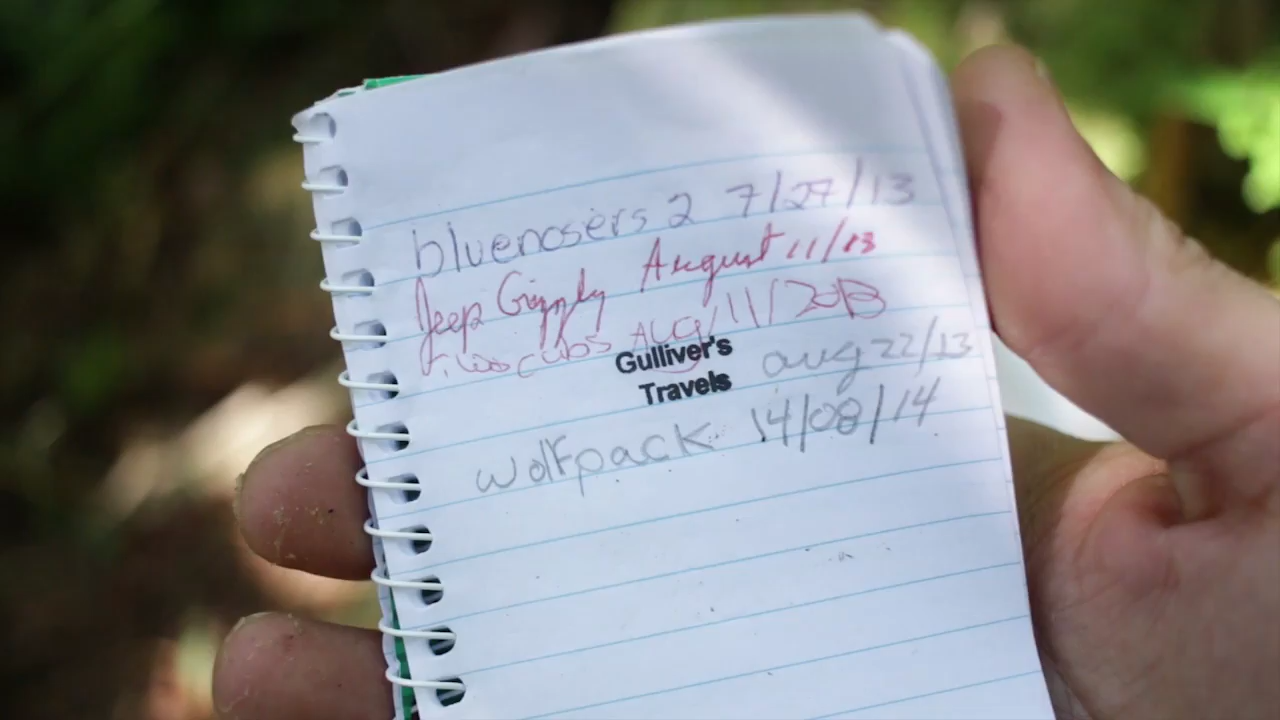 bluenosers 2 7/27/13
Jeep Grizzly August 11/13
cubs AUG/11/2013
Gulliver's
Travels aug 22/13
wolfpack 14/08/14